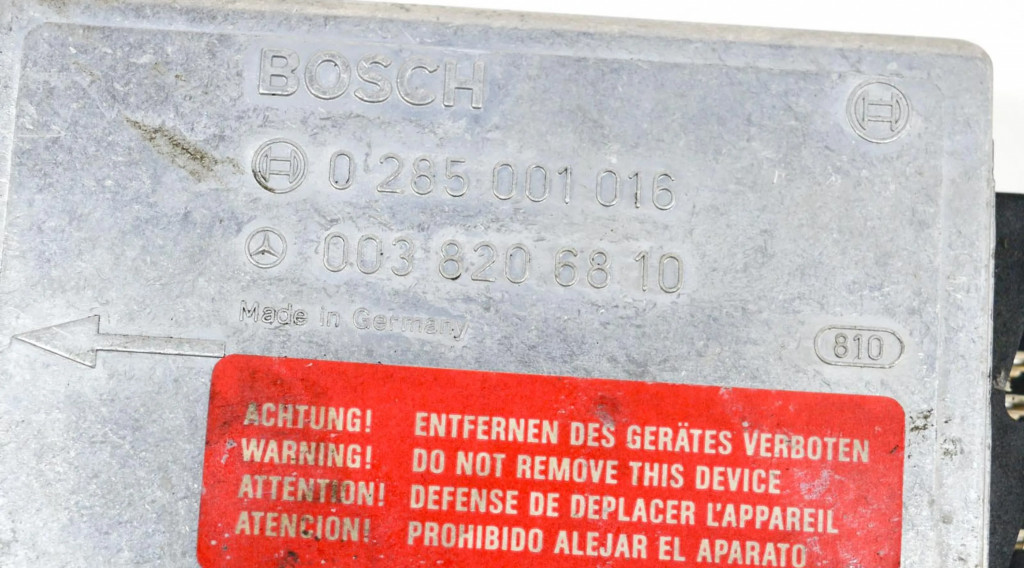 BOSCH
0 285 001 016
003 820 68 10
Made in Germany
810
ACHTUNG! ENTFERNEN DES GERÄTES VERBOTEN
WARNING! DO NOT REMOVE THIS DEVICE
ATTENTION! DEFENSE DE DEPLACER L'APPAREIL
ATENCION! PROHIBIDO ALEJAR EL APARATO